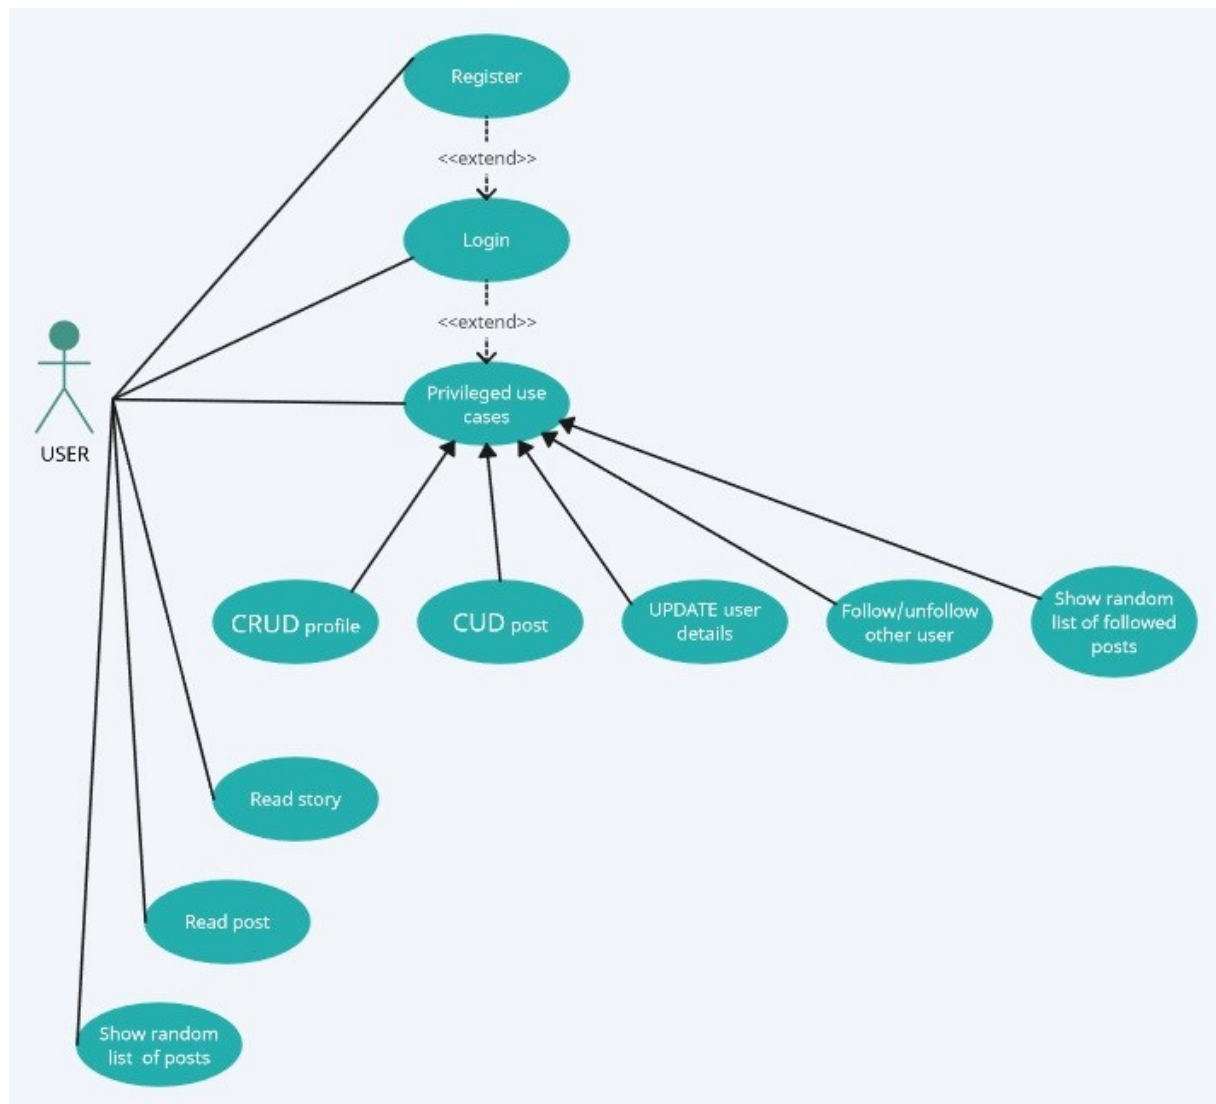 Register
<<extend>>
Login
<<extend>>
Privileged use
cases
USER
CRUD profile
CUD post
UPDATE user
details
Follow/unfollow
other user
Show random
list of followed
posts
Read story
Read post
Show random
list of posts